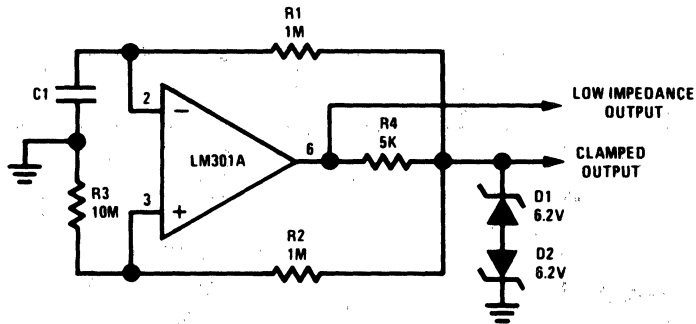 R1
1M
C1
2
−
LM301A
6
R4
5K
LOW IMPEDANCE
OUTPUT
CLAMPED
OUTPUT
R3
10M
3
+
R2
1M
D1
6.2V
D2
6.2V